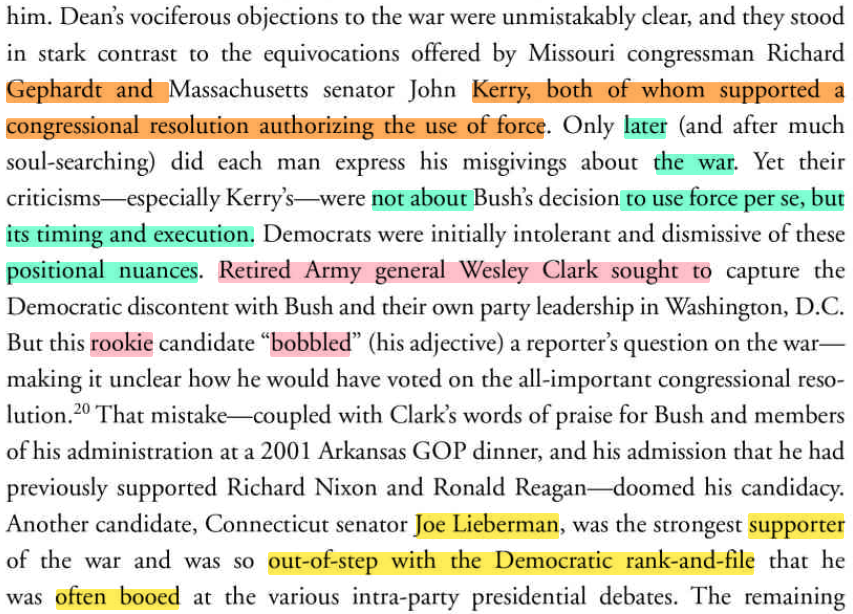 him. Dean’s vociferous objections to the war were unmistakably clear, and they stood
in stark contrast to the equivocations offered by Missouri congressman Richard
Gephardt and Massachusetts senator John Kerry, both of whom supported a
congressional resolution authorizing the use of force. Only later (and after much
soul-searching) did each man express his misgivings about the war. Yet their
criticisms—especially Kerry’s—were not about Bush’s decision to use force per se, but
its timing and execution. Democrats were initially intolerant and dismissive of these
positional nuances. Retired Army general Wesley Clark sought to capture the
Democratic discontent with Bush and their own party leadership in Washington, D.C.
But this rookie candidate “bobbled” (his adjective) a reporter’s question on the war—
making it unclear how he would have voted on the all-important congressional reso-
lution.20 That mistake—coupled with Clark’s words of praise for Bush and members
of his administration at a 2001 Arkansas GOP dinner, and his admission that he had
previously supported Richard Nixon and Ronald Reagan—doomed his candidacy.
Another candidate, Connecticut senator Joe Lieberman, was the strongest supporter
of the war and was so out-of-step with the Democratic rank-and-file that he
was often booed at the various intra-party presidential debates. The remaining